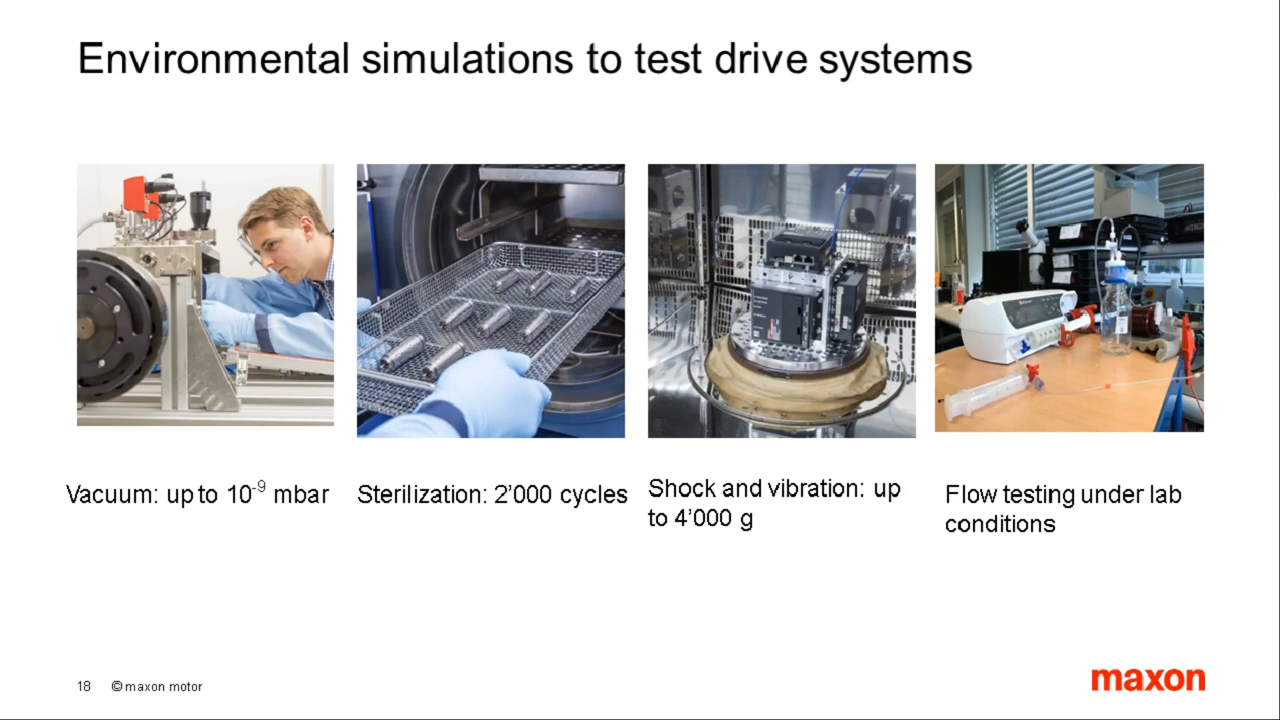 Environmental simulations to test drive systems
Vacuum: up to 10⁻⁹ mbar
Sterilization: 2’000 cycles
Shock and vibration: up
to 4’000 g
Flow testing under lab
conditions
18 © maxon motor
maxon